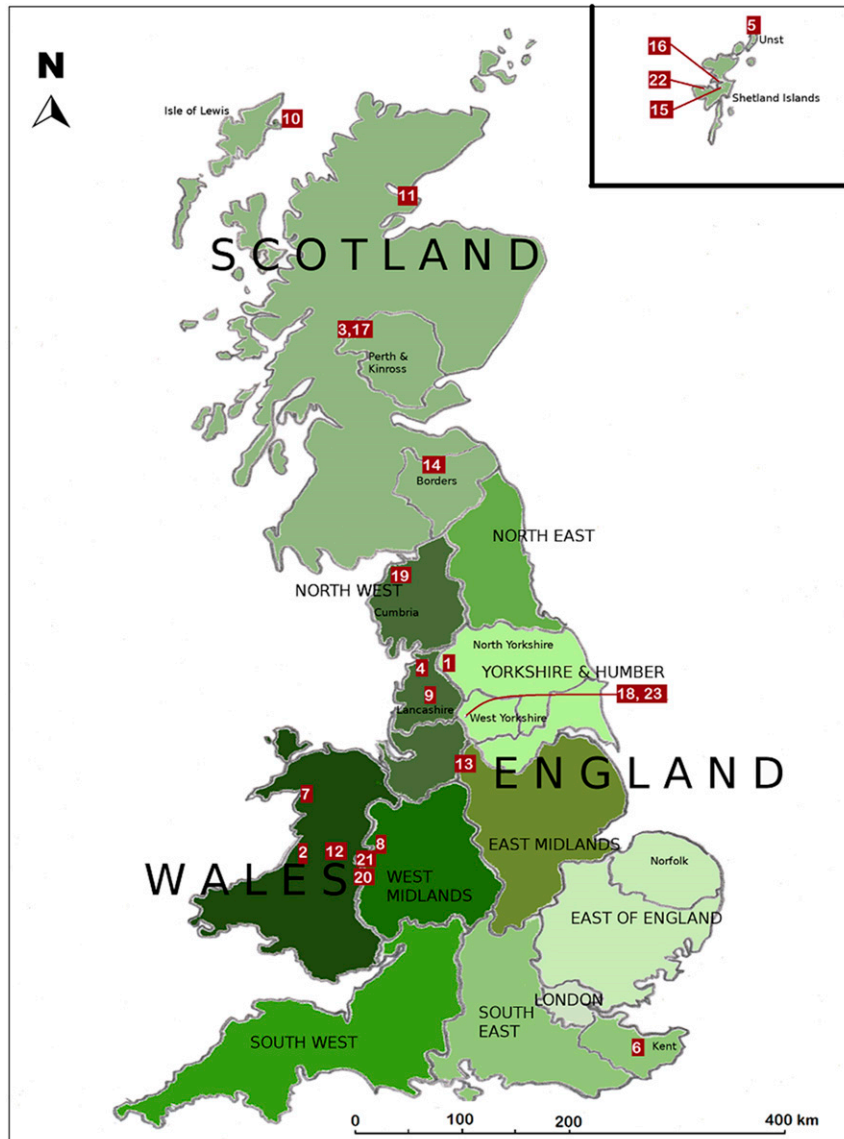 5
Unst
16
22
Shetland Islands
15
N
Isle of Lewis
10
11
SCOTLAND
3,17
Perth &
Kinross
14
Borders
NORTH EAST
19
NORTH WEST
Cumbria
North Yorkshire
1
4
YORKSHIRE & HUMBER
9
18, 23
Lancashire
West Yorkshire
13
ENGLAND
7
EAST MIDLANDS
8
2
12
21
Norfolk
20
WALES
WEST
MIDLANDS
EAST OF ENGLAND
LONDON
SOUTH
EAST
SOUTH WEST
6
Kent
0 100 200 400 km